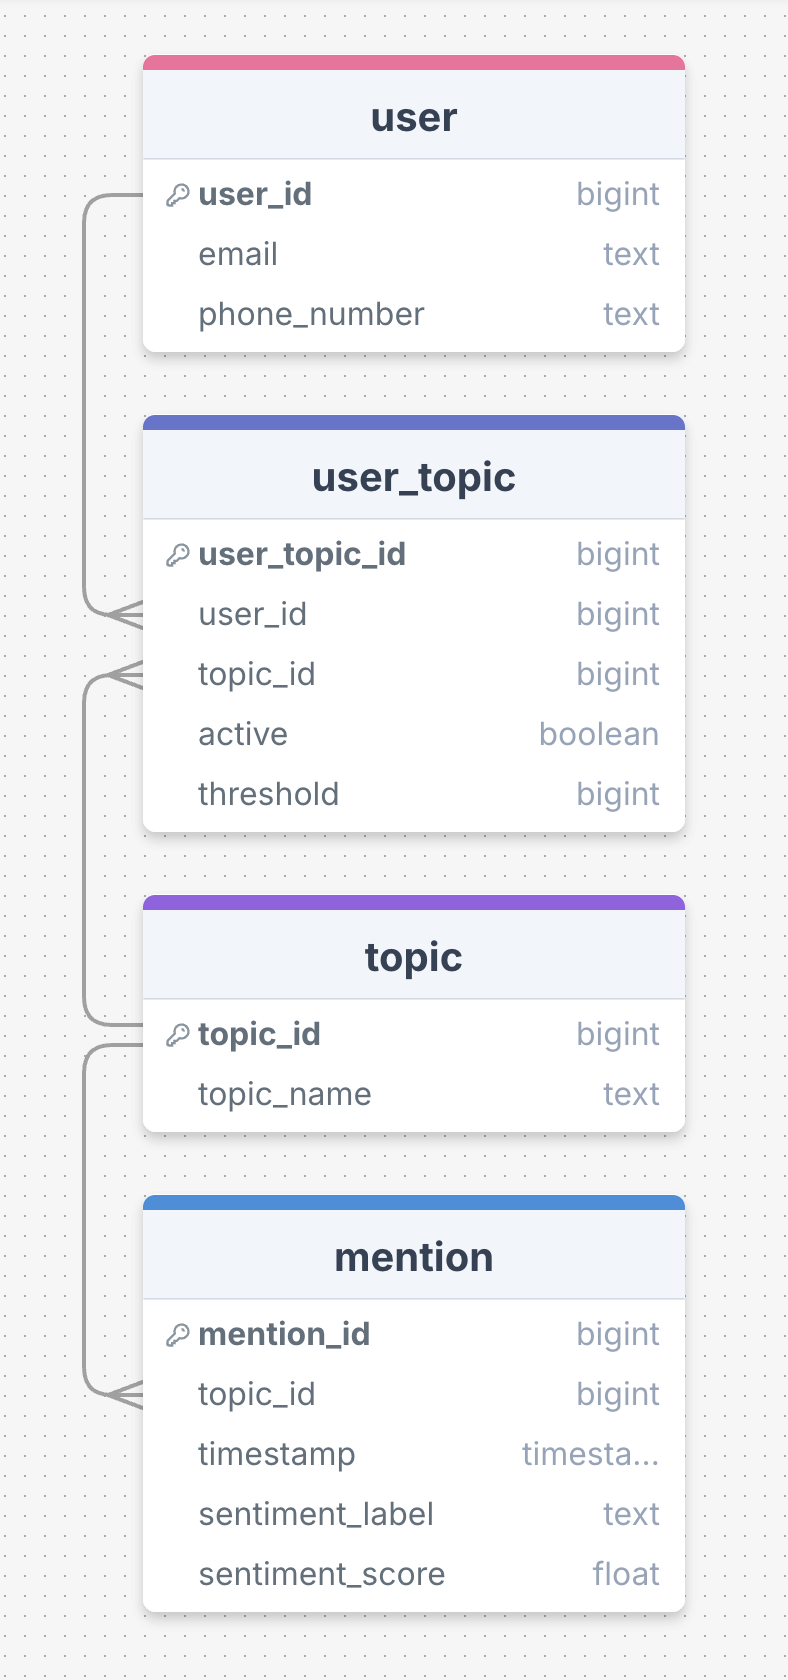 user
user_id bigint
email text
phone_number text
user_topic
user_topic_id bigint
user_id bigint
topic_id bigint
active boolean
threshold bigint
topic
topic_id bigint
topic_name text
mention
mention_id bigint
topic_id bigint
timestamp timesta...
sentiment_label text
sentiment_score float